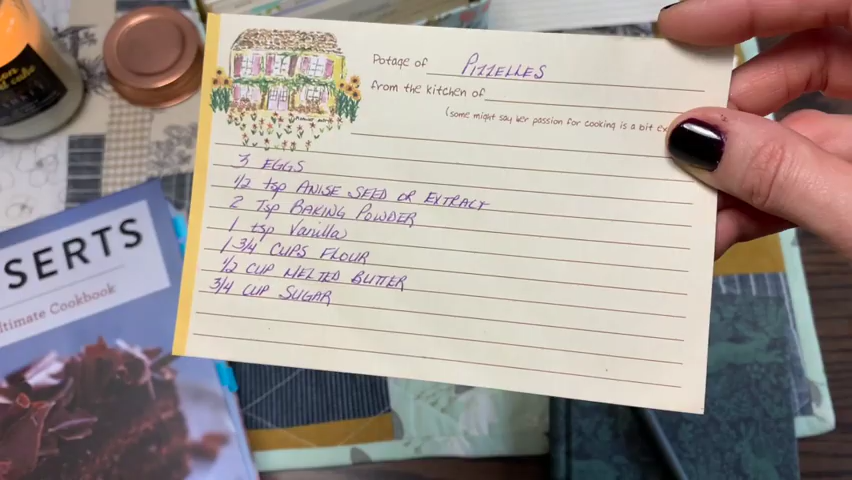 Potage of PIZZELLES
from the kitchen of
(some might say her passion for cooking is a bit
3 EGGS
1/2 tsp ANISE SEED OR EXTRACT
2 Tsp BAKING POWDER
1 tsp Vanilla
1 3/4 CUPS FLOUR
1/2 CUP MELTED BUTTER
3/4 CUP SUGAR
SERTS
ltimate Cookbook